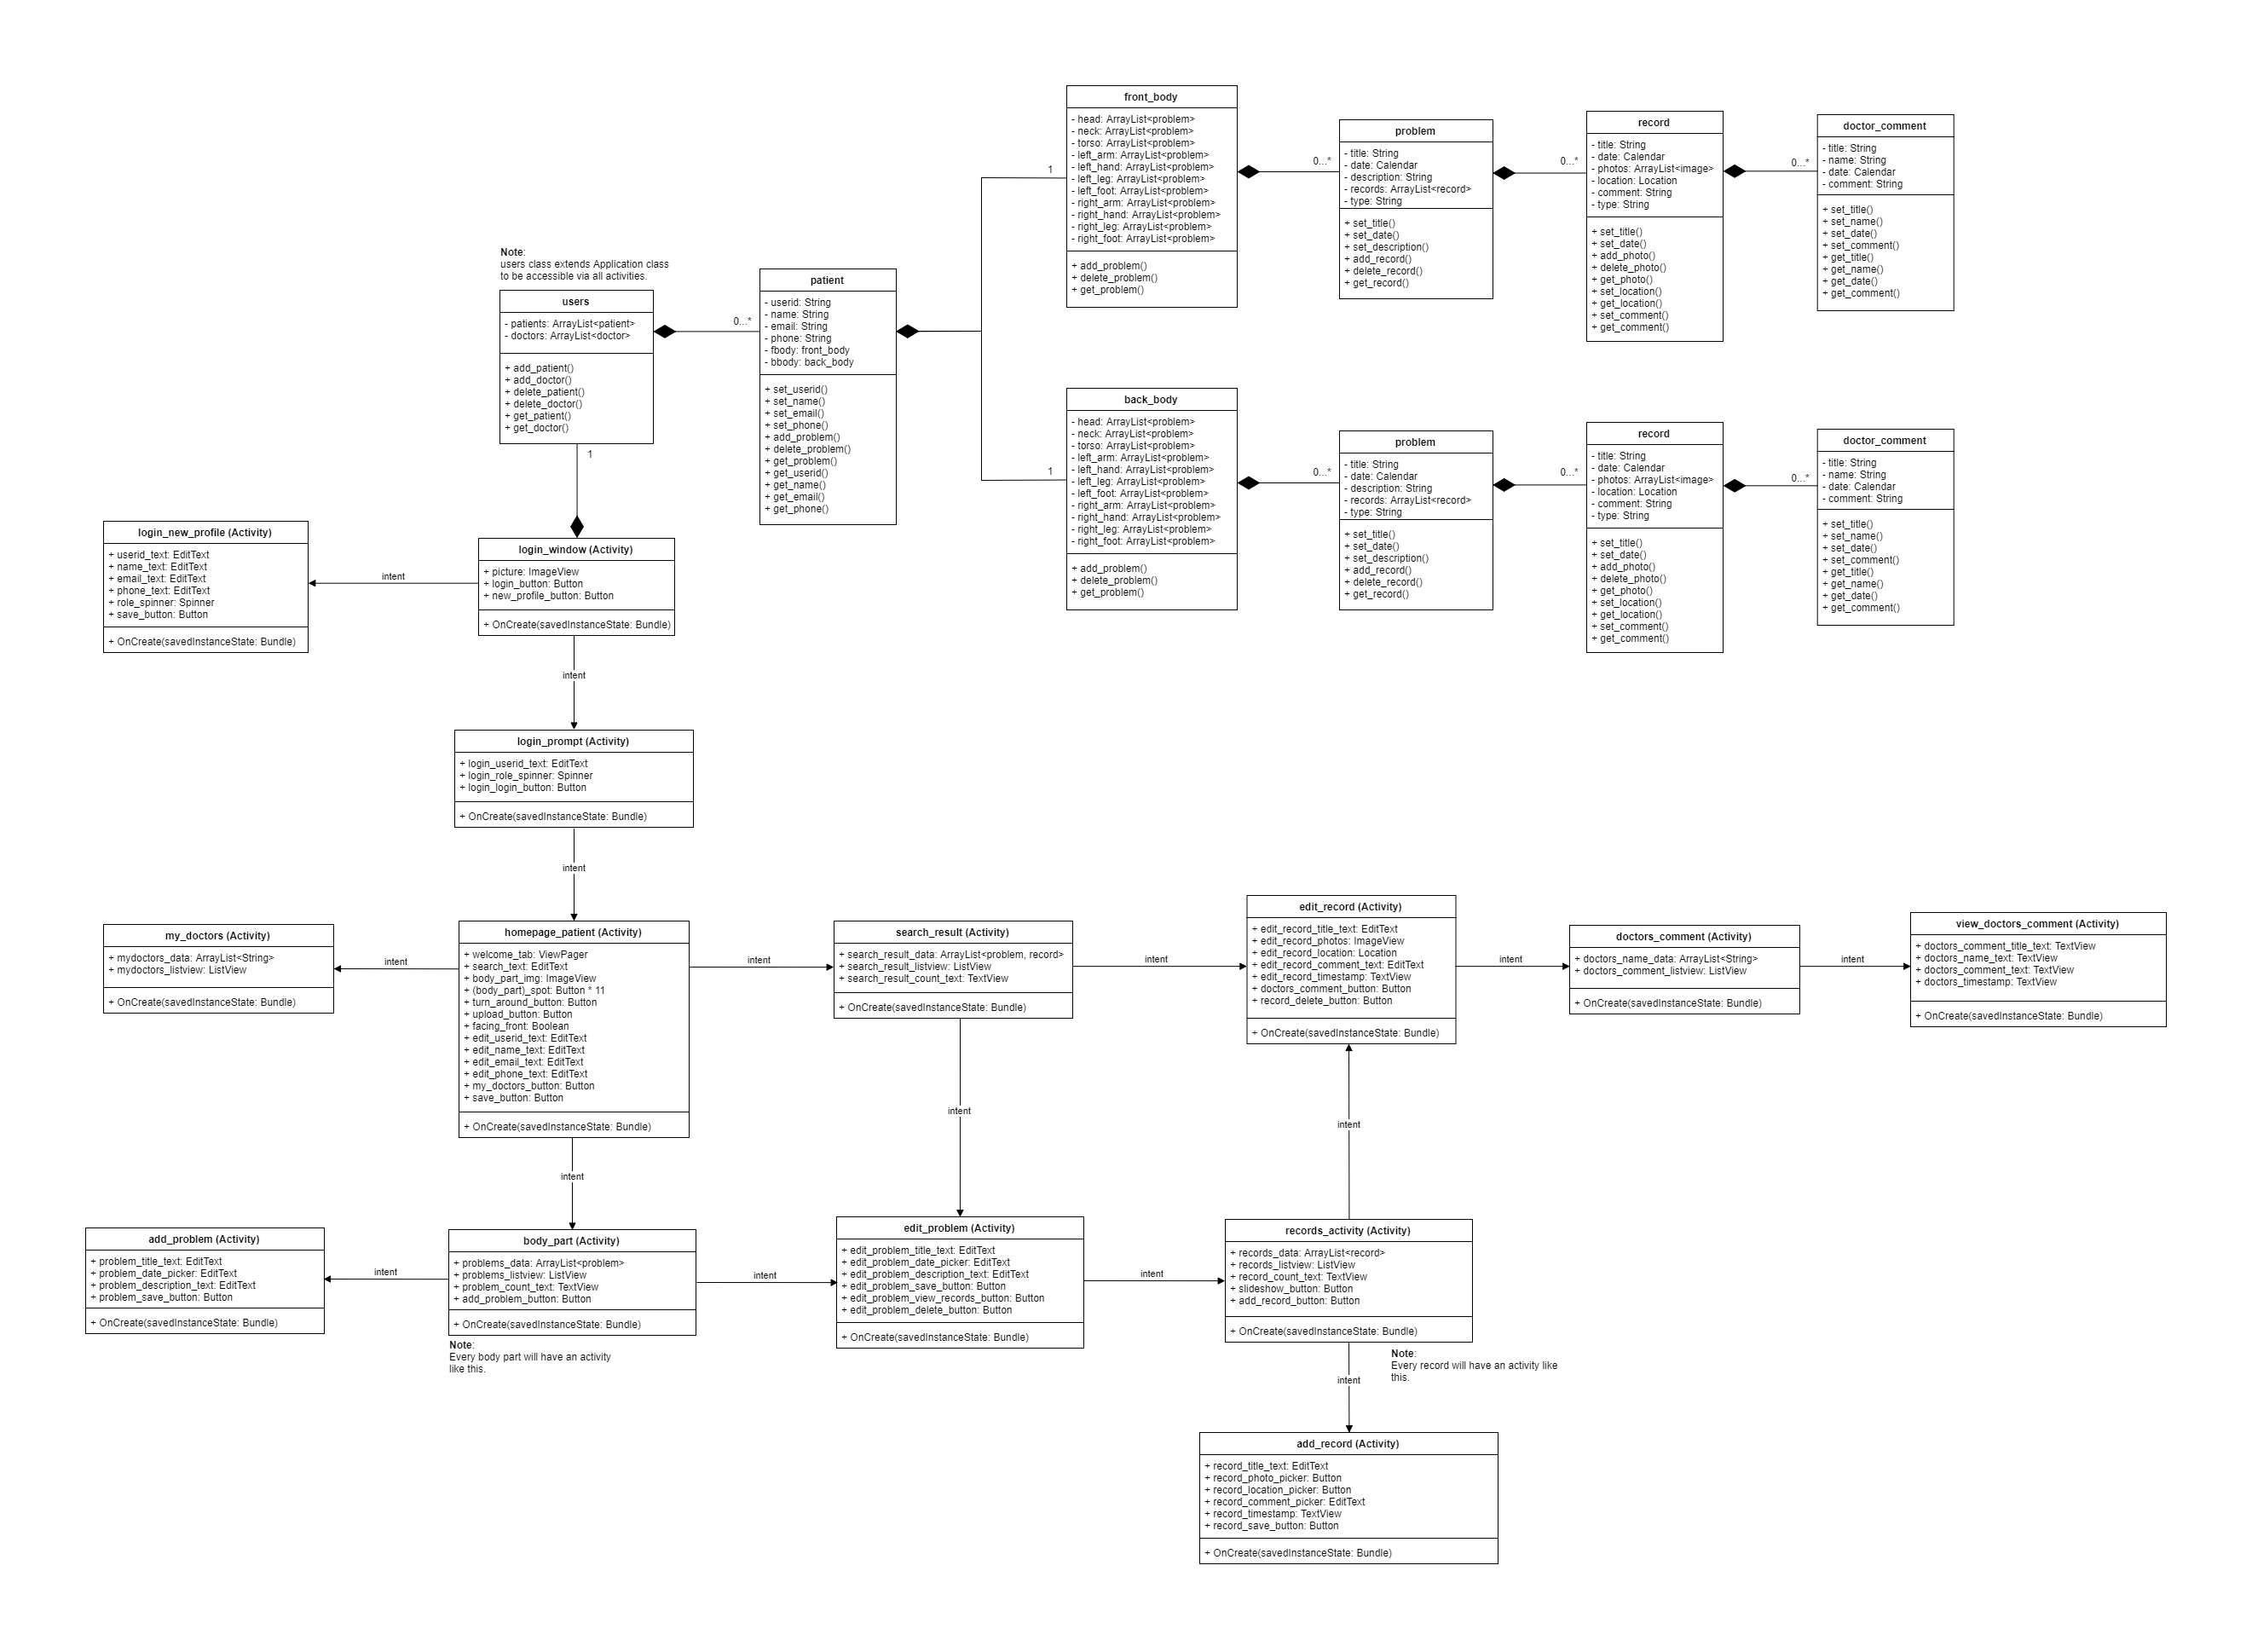 front_body
- head: ArrayList<problem>
- neck: ArrayList<problem>
- torso: ArrayList<problem>
- left_arm: ArrayList<problem>
- left_hand: ArrayList<problem>
- left_leg: ArrayList<problem>
- left_foot: ArrayList<problem>
- right_arm: ArrayList<problem>
- right_hand: ArrayList<problem>
- right_leg: ArrayList<problem>
- right_foot: ArrayList<problem>
+ add_problem()
+ delete_problem()
+ get_problem()
0...*
problem
- title: String
- date: Calendar
- description: String
- records: ArrayList<record>
- type: String
+ set_title()
+ set_date()
+ set_description()
+ add_record()
+ delete_record()
+ get_record()
0...*
record
- title: String
- date: Calendar
- photos: ArrayList<image>
- location: Location
- comment: String
- type: String
+ set_title()
+ set_date()
+ add_photo()
+ delete_photo()
+ get_photo()
+ set_location()
+ get_location()
+ set_comment()
+ get_comment()
0...*
doctor_comment
- title: String
- name: String
- date: Calendar
- comment: String
+ set_title()
+ set_name()
+ set_date()
+ set_comment()
+ get_title()
+ get_name()
+ get_date()
+ get_comment()
1
Note:
users class extends Application class
to be accessible via all activities.
users
- patients: ArrayList<patient>
- doctors: ArrayList<doctor>
+ add_patient()
+ add_doctor()
+ delete_patient()
+ delete_doctor()
+ get_patient()
+ get_doctor()
0...*
patient
- userid: String
- name: String
- email: String
- phone: String
- fbody: front_body
- bbody: back_body
+ set_userid()
+ set_name()
+ set_email()
+ set_phone()
+ add_problem()
+ delete_problem()
+ get_problem()
+ get_userid()
+ get_name()
+ get_email()
+ get_phone()
1
1
back_body
- head: ArrayList<problem>
- neck: ArrayList<problem>
- torso: ArrayList<problem>
- left_arm: ArrayList<problem>
- left_hand: ArrayList<problem>
- left_leg: ArrayList<problem>
- left_foot: ArrayList<problem>
- right_arm: ArrayList<problem>
- right_hand: ArrayList<problem>
- right_leg: ArrayList<problem>
- right_foot: ArrayList<problem>
+ add_problem()
+ delete_problem()
+ get_problem()
0...*
problem
- title: String
- date: Calendar
- description: String
- records: ArrayList<record>
- type: String
+ set_title()
+ set_date()
+ set_description()
+ add_record()
+ delete_record()
+ get_record()
0...*
record
- title: String
- date: Calendar
- photos: ArrayList<image>
- location: Location
- comment: String
- type: String
+ set_title()
+ set_date()
+ add_photo()
+ delete_photo()
+ get_photo()
+ set_location()
+ get_location()
+ set_comment()
+ get_comment()
0...*
doctor_comment
- title: String
- name: String
- date: Calendar
- comment: String
+ set_title()
+ set_name()
+ set_date()
+ set_comment()
+ get_title()
+ get_name()
+ get_date()
+ get_comment()
login_new_profile (Activity)
+ userid_text: EditText
+ name_text: EditText
+ email_text: EditText
+ phone_text: EditText
+ role_spinner: Spinner
+ save_button: Button
+ OnCreate(savedInstanceState: Bundle)
intent
login_window (Activity)
+ picture: ImageView
+ login_button: Button
+ new_profile_button: Button
+ OnCreate(savedInstanceState: Bundle)
intent
login_prompt (Activity)
+ login_userid_text: EditText
+ login_role_spinner: Spinner
+ login_login_button: Button
+ OnCreate(savedInstanceState: Bundle)
intent
my_doctors (Activity)
+ mydoctors_data: ArrayList<String>
+ mydoctors_listview: ListView
+ OnCreate(savedInstanceState: Bundle)
intent
homepage_patient (Activity)
+ welcome_tab: ViewPager
+ search_text: EditText
+ body_part_img: ImageView
+ (body_part)_spot: Button * 11
+ turn_around_button: Button
+ upload_button: Button
+ facing_front: Boolean
+ edit_userid_text: EditText
+ edit_name_text: EditText
+ edit_email_text: EditText
+ edit_phone_text: EditText
+ my_doctors_button: Button
+ save_button: Button
+ OnCreate(savedInstanceState: Bundle)
intent
search_result (Activity)
+ search_result_data: ArrayList<problem, record>
+ search_result_listview: ListView
+ search_result_count_text: TextView
+ OnCreate(savedInstanceState: Bundle)
intent
edit_record (Activity)
+ edit_record_title_text: EditText
+ edit_record_photos: ImageView
+ edit_record_location: Location
+ edit_record_comment_text: EditText
+ edit_record_timestamp: TextView
+ doctors_comment_button: Button
+ record_delete_button: Button
+ OnCreate(savedInstanceState: Bundle)
intent
doctors_comment (Activity)
+ doctors_name_data: ArrayList<String>
+ doctors_comment_listview: ListView
+ OnCreate(savedInstanceState: Bundle)
intent
view_doctors_comment (Activity)
+ doctors_comment_title_text: TextView
+ doctors_name_text: TextView
+ doctors_comment_text: TextView
+ doctors_timestamp: TextView
+ OnCreate(savedInstanceState: Bundle)
intent
intent
intent
add_problem (Activity)
+ problem_title_text: EditText
+ problem_date_picker: EditText
+ problem_description_text: EditText
+ problem_save_button: Button
+ OnCreate(savedInstanceState: Bundle)
intent
body_part (Activity)
+ problems_data: ArrayList<problem>
+ problems_listview: ListView
+ problem_count_text: TextView
+ add_problem_button: Button
+ OnCreate(savedInstanceState: Bundle)
Note:
Every body part will have an activity
like this.
intent
edit_problem (Activity)
+ edit_problem_title_text: EditText
+ edit_problem_date_picker: EditText
+ edit_problem_description_text: EditText
+ edit_problem_save_button: Button
+ edit_problem_view_records_button: Button
+ edit_problem_delete_button: Button
+ OnCreate(savedInstanceState: Bundle)
intent
records_activity (Activity)
+ records_data: ArrayList<record>
+ records_listview: ListView
+ record_count_text: TextView
+ slideshow_button: Button
+ add_record_button: Button
+ OnCreate(savedInstanceState: Bundle)
Note:
Every record will have an activity like
this.
intent
add_record (Activity)
+ record_title_text: EditText
+ record_photo_picker: Button
+ record_location_picker: Button
+ record_comment_picker: EditText
+ record_timestamp: TextView
+ record_save_button: Button
+ OnCreate(savedInstanceState: Bundle)